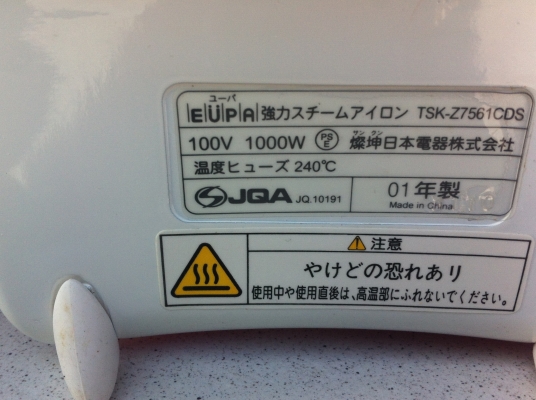 ユーパ
EUPA 強力スチームアイロン TSK-Z7561CDS
サン クン
100V 1000W PSE 燦坤日本電器株式会社
温度ヒューズ 240℃
JQA JQ.10191 01年製
Made in China
注意
やけどの恐れあり
使用中や使用直後は、高温部にふれないでください。